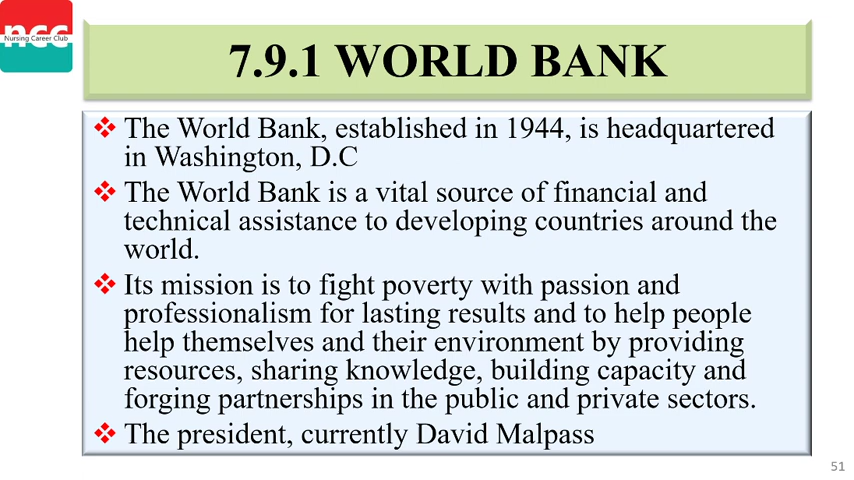 ncc
Nursing Career Club
7.9.1 WORLD BANK
The World Bank, established in 1944, is headquartered
in Washington, D.C
The World Bank is a vital source of financial and
technical assistance to developing countries around the
world.
Its mission is to fight poverty with passion and
professionalism for lasting results and to help people
help themselves and their environment by providing
resources, sharing knowledge, building capacity and
forging partnerships in the public and private sectors.
The president, currently David Malpass
51